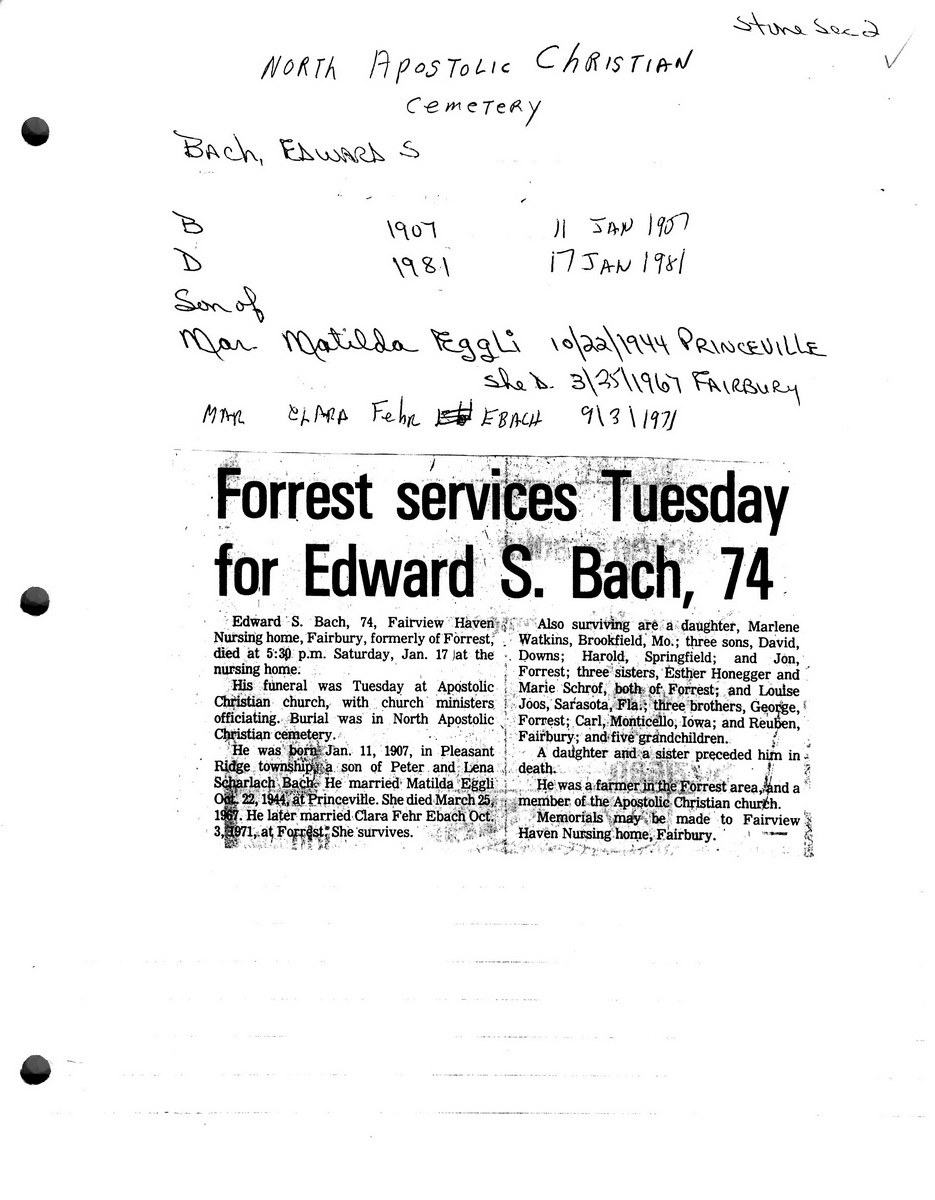 Stone Sec 2
NORTH APOSTOLIC CHRISTIAN
CEMETERY
BACH, EDWARD S
B 1907 11 JAN 1907
D 1981 17 JAN 1981
Son of
Mar Matilda Eggli 10/22/1944 PRINCEVILLE
she D. 3/25/1967 FAIRBURY
MAR CLARA Fehr EBACH 9/3/1971
Forrest services Tuesday
for Edward S. Bach, 74
Edward S. Bach, 74, Fairview Haven
Nursing home, Fairbury, formerly of Forrest,
died at 5:30 p.m. Saturday, Jan. 17 at the
nursing home.
His funeral was Tuesday at Apostolic
Christian church, with church ministers
officiating. Burial was in North Apostolic
Christian cemetery.
He was born Jan. 11, 1907, in Pleasant
Ridge township, a son of Peter and Lena
Scharlach Bach. He married Matilda Eggli
Oct. 22, 1944, at Princeville. She died March 25,
1967. He later married Clara Fehr Ebach Oct.
3, 1971, at Forrest. She survives.
Also surviving are a daughter, Marlene
Watkins, Brookfield, Mo.; three sons, David,
Downs; Harold, Springfield; and Jon,
Forrest; three sisters, Esther Honegger and
Marie Schrof, both of Forrest; and Louise
Joos, Sarasota, Fla.; three brothers, George,
Forrest; Carl, Monticello, Iowa; and Reuben,
Fairbury; and five grandchildren.
A daughter and a sister preceded him in
death.
He was a farmer in the Forrest area, and a
member of the Apostolic Christian church.
Memorials may be made to Fairview
Haven Nursing home, Fairbury.